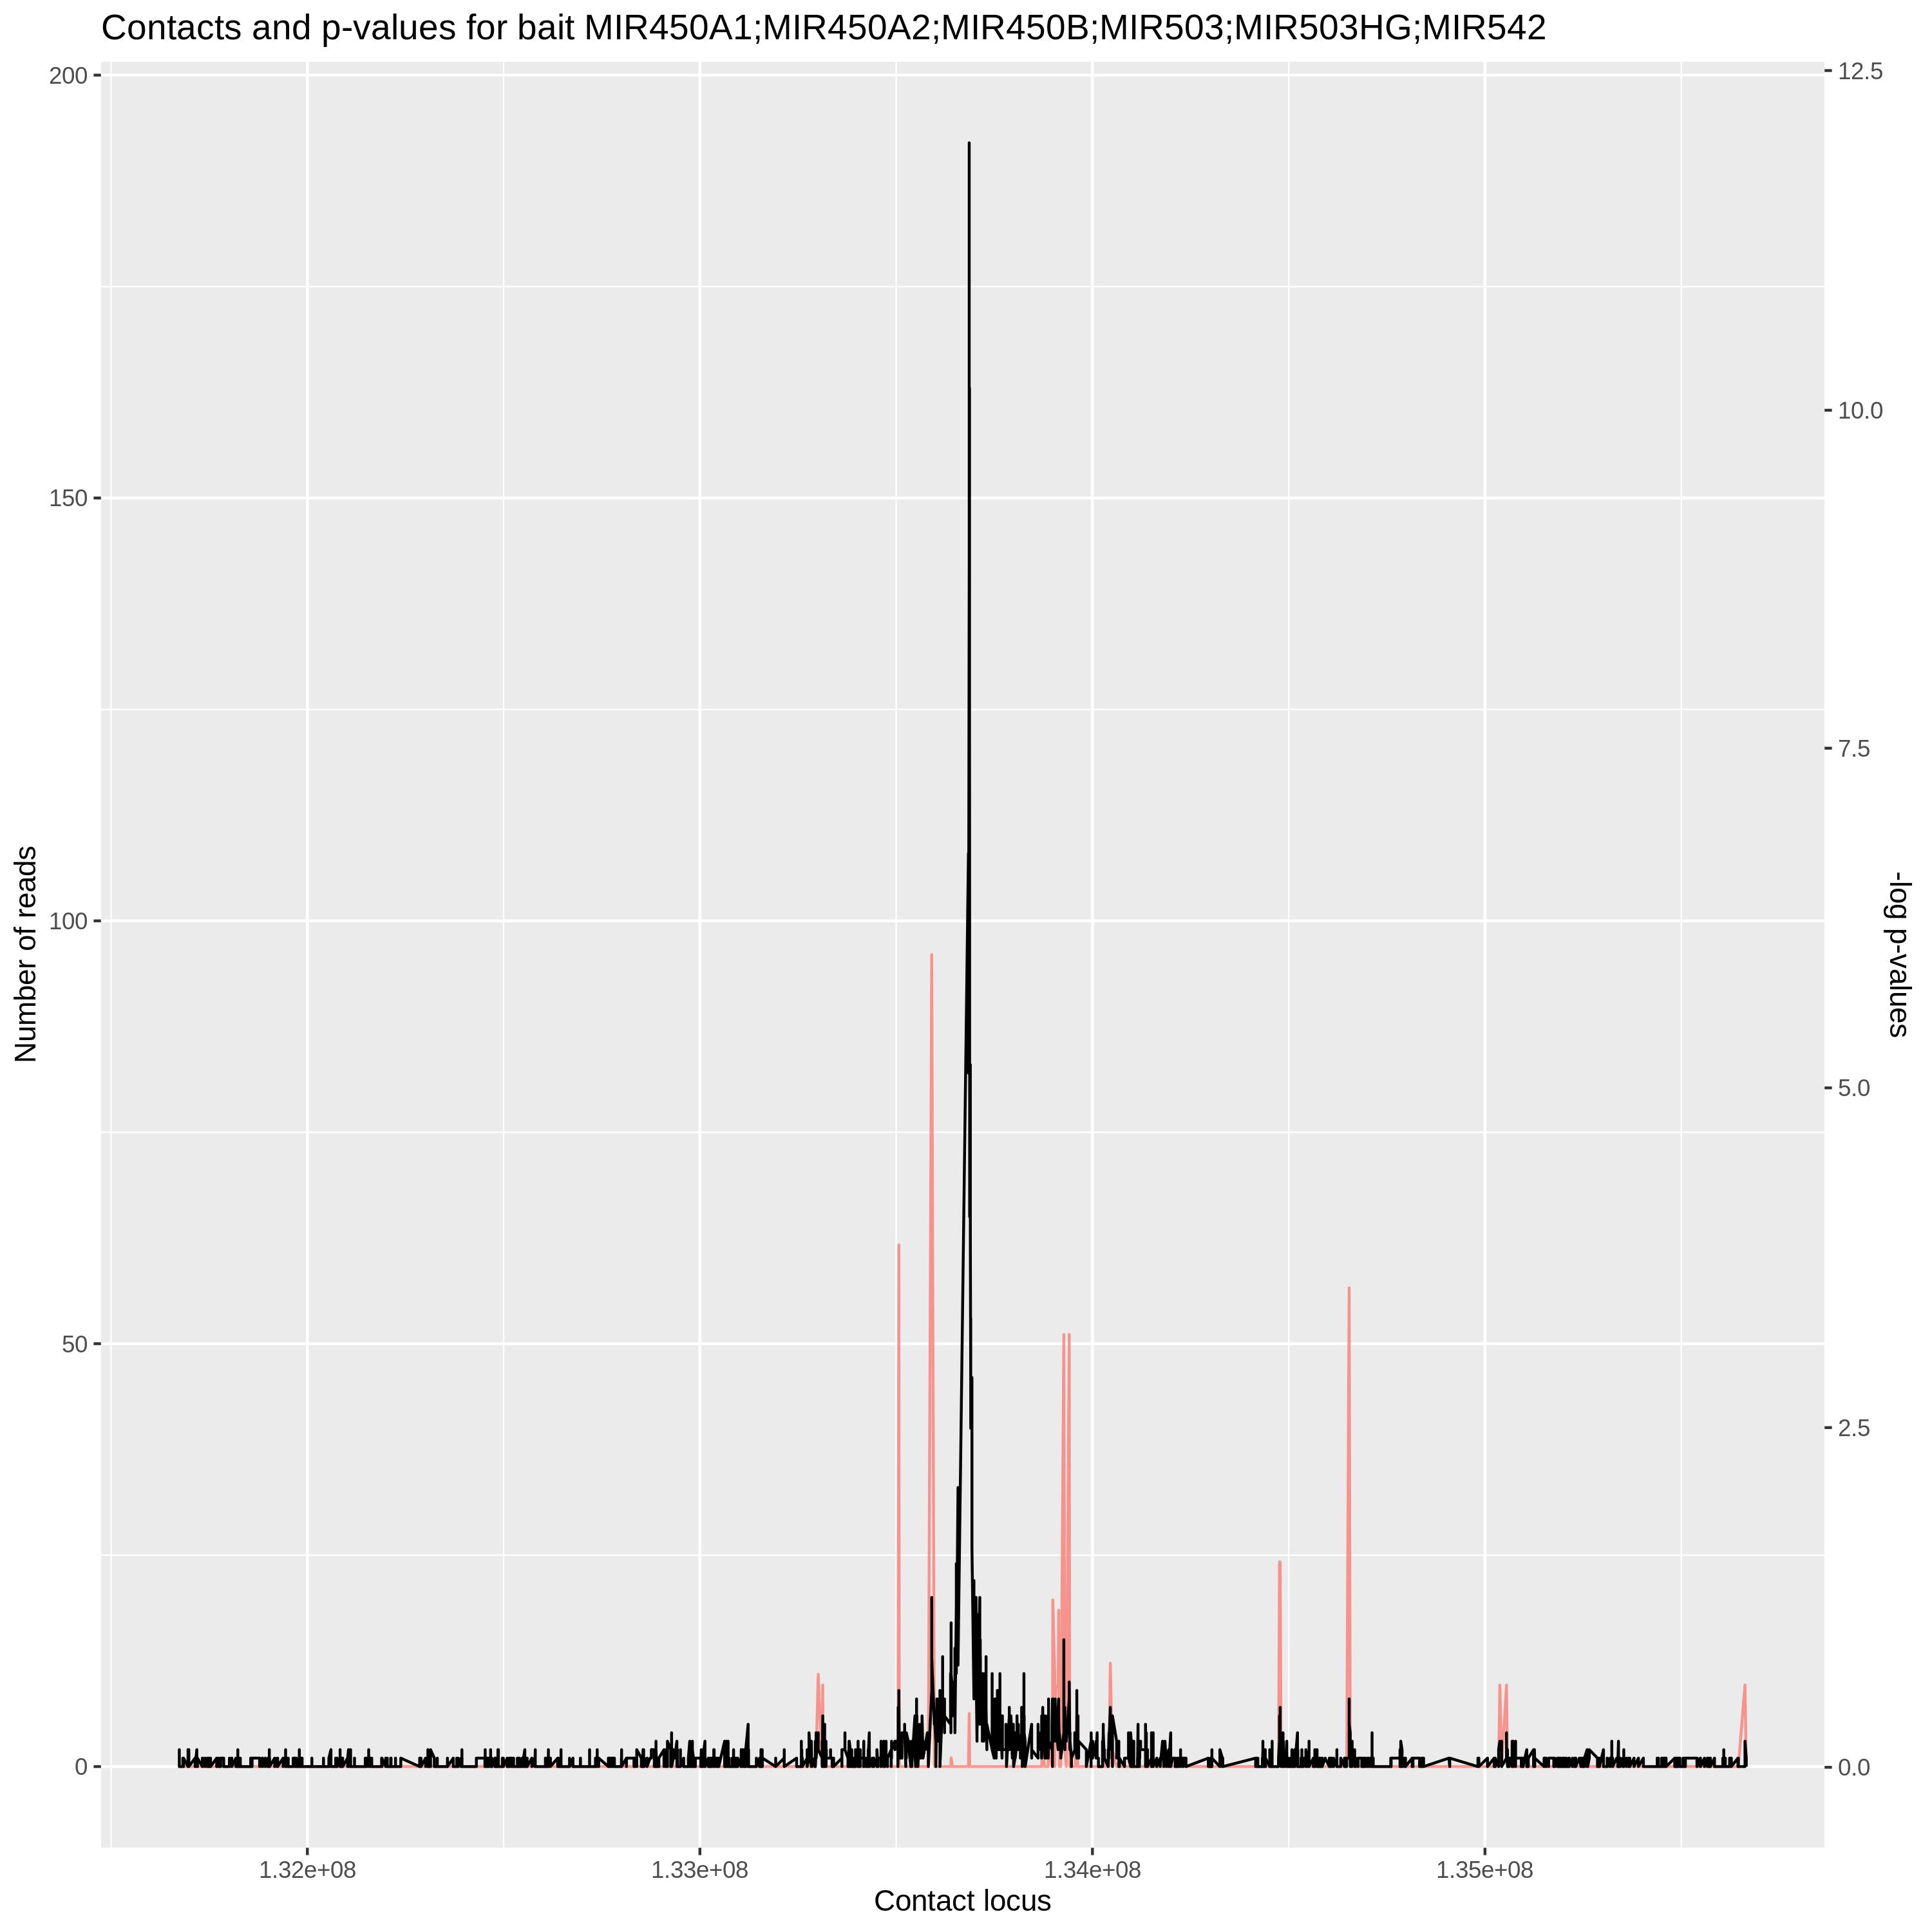 Contacts and p-values for bait MIR450A1;MIR450A2;MIR450B;MIR503;MIR503HG;MIR542
200
150
100
50
0
Number of reads
12.5
10.0
7.5
5.0
2.5
0.0
-log p-values
1.32e+08
1.33e+08
1.34e+08
1.35e+08
Contact locus